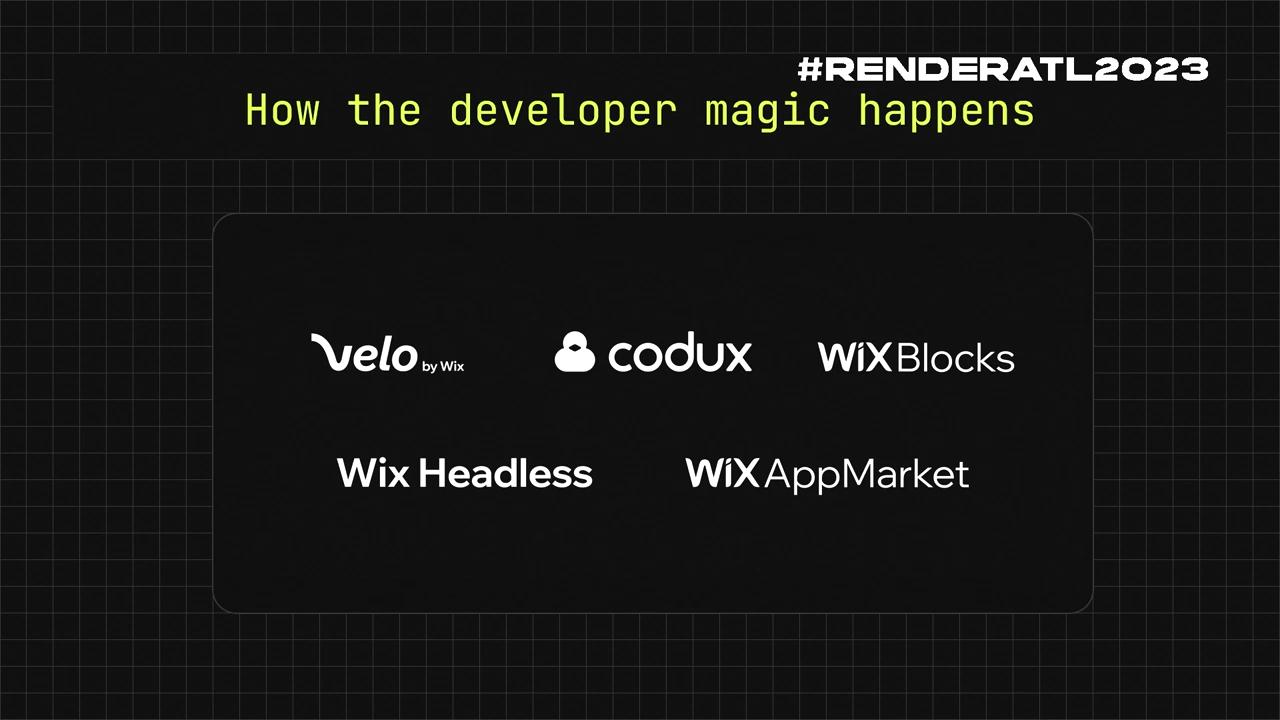 #RENDERATL2023
How the developer magic happens
velo by Wix
codux
WiX Blocks
Wix Headless
WiX AppMarket